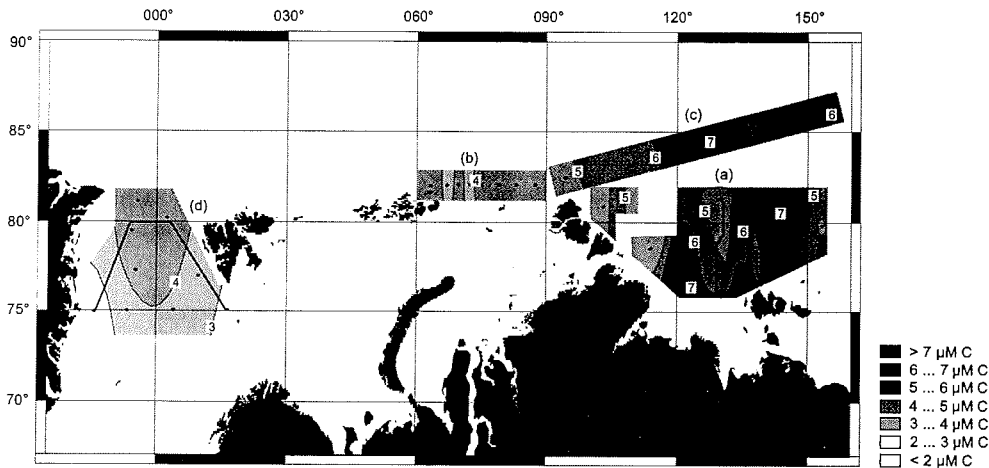 000° 030° 060° 090° 120° 150°
90°
85°
80°
75°
70°
(c)
6
7
6
5
(b)
4
(a)
5
5
7
6
6
7
5
(d)
4
3
> 7 µM C
6 ... 7 µM C
5 ... 6 µM C
4 ... 5 µM C
3 ... 4 µM C
2 ... 3 µM C
< 2 µM C